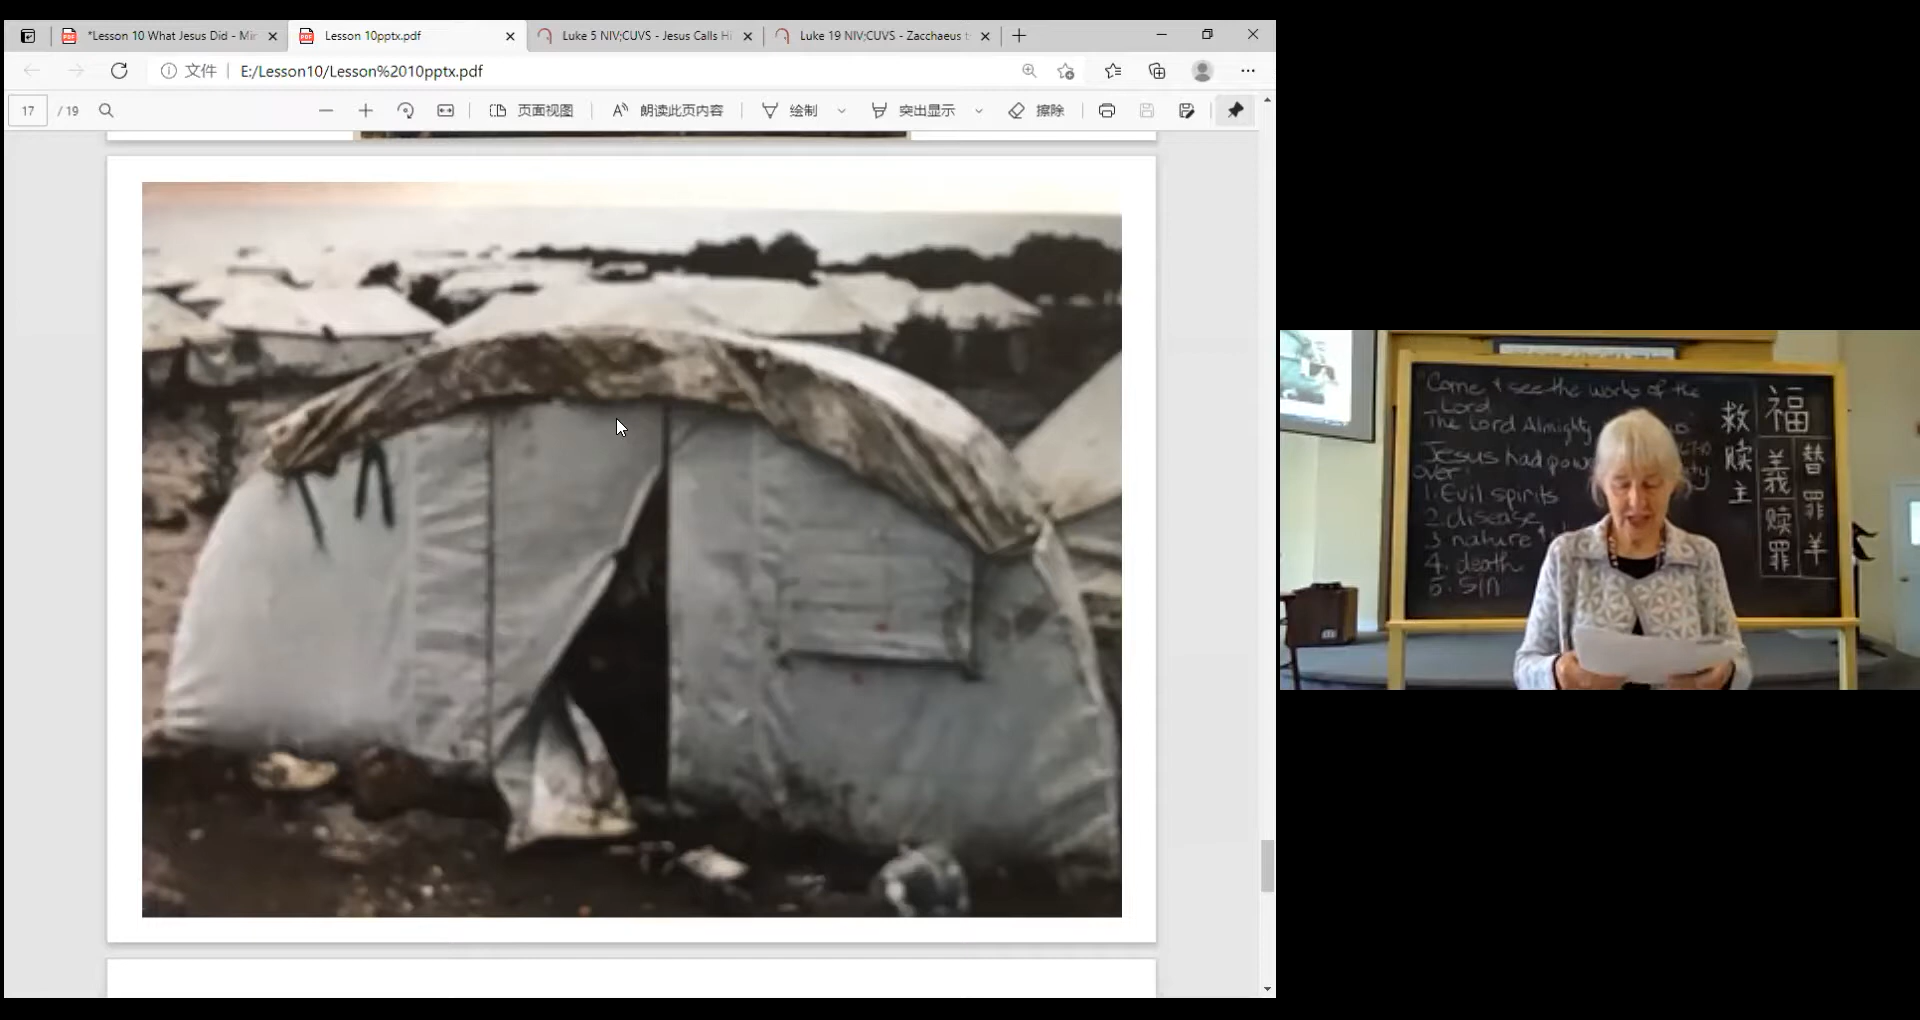 *Lesson 10 What Jesus Did - Mir
Lesson 10pptx.pdf
Luke 5 NIV;CUVS - Jesus Calls Hi
Luke 19 NIV;CUVS - Zacchaeus t
文件
E:/Lesson10/Lesson%2010pptx.pdf
17 / 19
页面视图
朗读此页内容
绘制
突出显示
擦除
Come & see the works of the
Lord
The Lord Almighty
Jesus had pow
over
1. Evil spirits
2. disease
3 nature &
4. death
5. SIN
救
赎
主
福
義
赎
罪
替
罪
羊